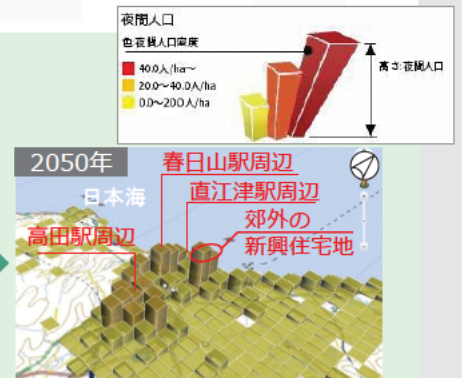 夜間人口
色:夜間人口密度
40.0人/ha～
20.0～40.0人/ha
0.0～20.0人/ha
高さ:夜間人口
2050年
春日山駅周辺
日本海
直江津駅周辺
郊外の
新興住宅地
高田駅周辺